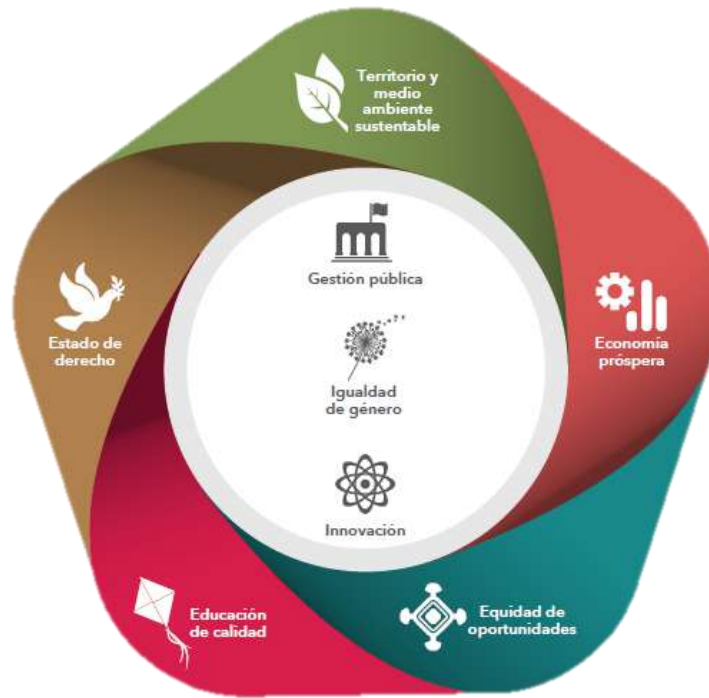 Territorio y
medio
ambiente
sustentable
Gestión pública
Estado de
derecho
Economía
próspera
Igualdad
de género
Innovación
Educación
de calidad
Equidad de
oportunidades